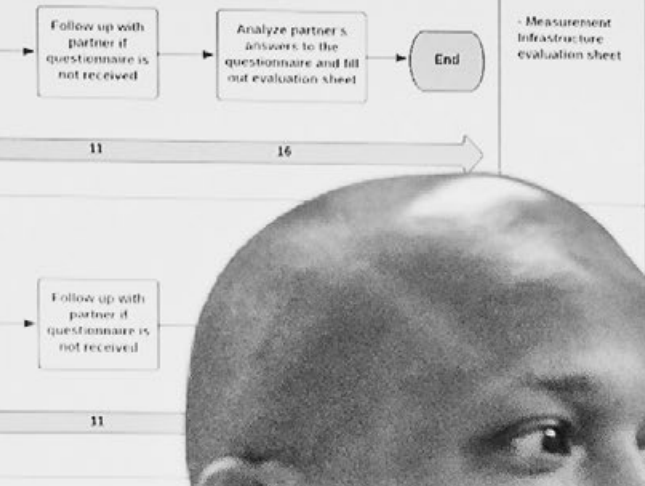 Follow up with
partner if
questionnaire is
not received
Analyze partner's
answers to the
questionnaire and fill
out evaluation sheet
End
- Measurement
Infrastructure
evaluation sheet
11
16
Follow up with
partner if
questionnaire is
not received
11